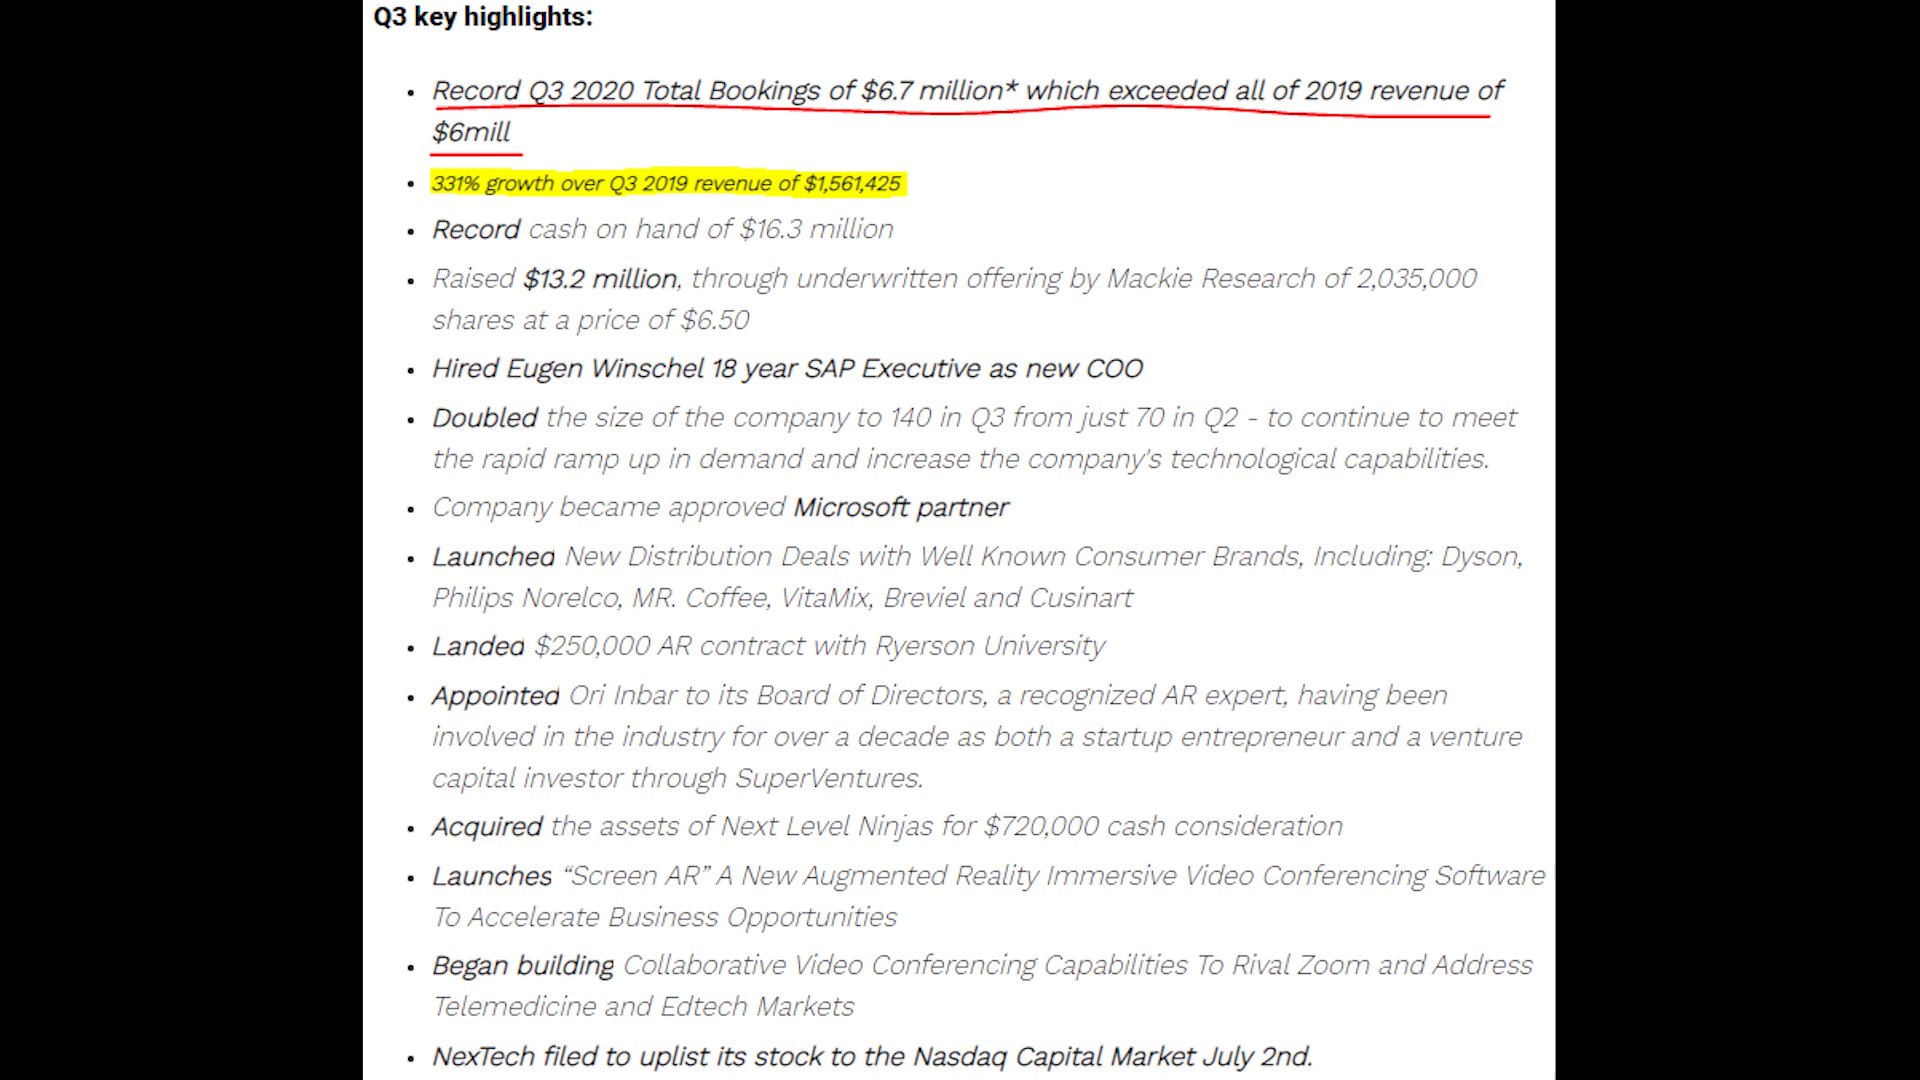 Q3 key highlights:
• Record Q3 2020 Total Bookings of $6.7 million* which exceeded all of 2019 revenue of
$6mill
• 331% growth over Q3 2019 revenue of $1,561,425
• Record cash on hand of $16.3 million
• Raised $13.2 million, through underwritten offering by Mackie Research of 2,035,000
shares at a price of $6.50
• Hired Eugen Winschel 18 year SAP Executive as new COO
• Doubled the size of the company to 140 in Q3 from just 70 in Q2 - to continue to meet
the rapid ramp up in demand and increase the company's technological capabilities.
• Company became approved Microsoft partner
• Launched New Distribution Deals with Well Known Consumer Brands, Including: Dyson,
Philips Norelco, MR. Coffee, VitaMix, Breviel and Cusinart
• Landed $250,000 AR contract with Ryerson University
• Appointed Ori Inbar to its Board of Directors, a recognized AR expert, having been
involved in the industry for over a decade as both a startup entrepreneur and a venture
capital investor through SuperVentures.
• Acquired the assets of Next Level Ninjas for $720,000 cash consideration
• Launches “Screen AR” A New Augmented Reality Immersive Video Conferencing Software
To Accelerate Business Opportunities
• Began building Collaborative Video Conferencing Capabilities To Rival Zoom and Address
Telemedicine and Edtech Markets
• NexTech filed to uplist its stock to the Nasdaq Capital Market July 2nd.